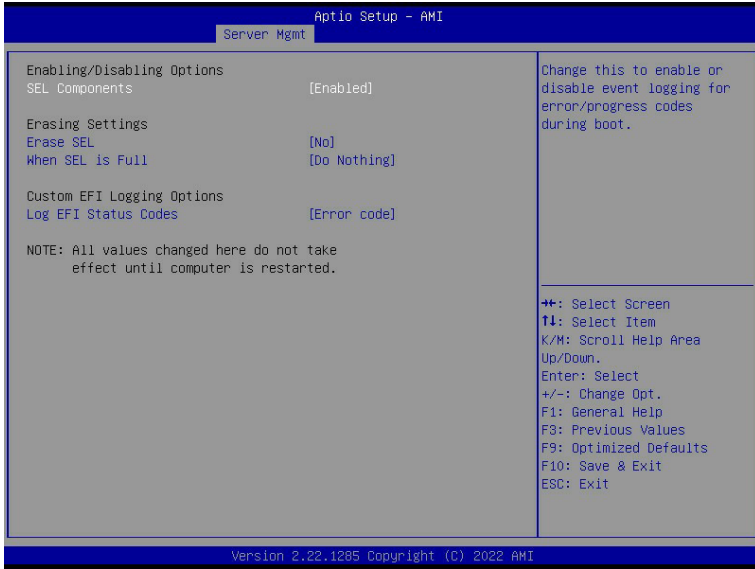 Aptio Setup – AMI
Server Mgmt
Enabling/Disabling Options
SEL Components [Enabled]
Erasing Settings
Erase SEL [No]
When SEL is Full [Do Nothing]
Custom EFI Logging Options
Log EFI Status Codes [Error code]
NOTE: All values changed here do not take
effect until computer is restarted.
Change this to enable or
disable event logging for
error/progress codes
during boot.
→←: Select Screen
↑↓: Select Item
K/M: Scroll Help Area
Up/Down.
Enter: Select
+/-: Change Opt.
F1: General Help
F3: Previous Values
F9: Optimized Defaults
F10: Save & Exit
ESC: Exit
Version 2.22.1285 Copyright (C) 2022 AMI